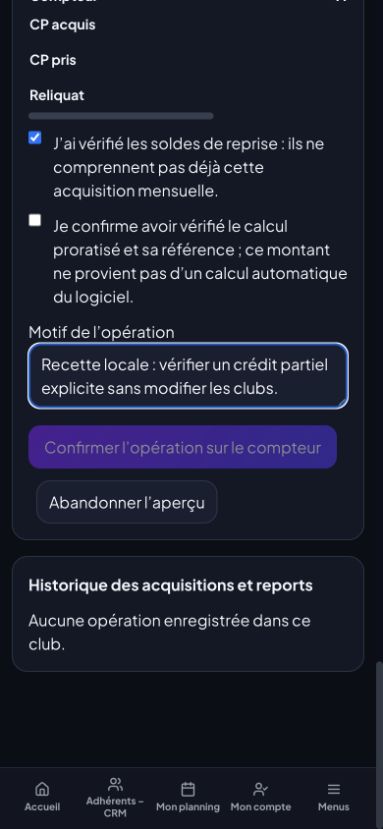 CP acquis
CP pris
Reliquat
J’ai vérifié les soldes de reprise : ils ne
comprennent pas déjà cette
acquisition mensuelle.
Je confirme avoir vérifié le calcul
proratisé et sa référence ; ce montant
ne provient pas d’un calcul automatique
du logiciel.
Motif de l’opération
Recette locale : vérifier un crédit partiel
explicite sans modifier les clubs.
Confirmer l’opération sur le compteur
Abandonner l’aperçu
Historique des acquisitions et reports
Aucune opération enregistrée dans ce
club.
Accueil
Adhérents –
CRM
Mon planning
Mon compte
Menus